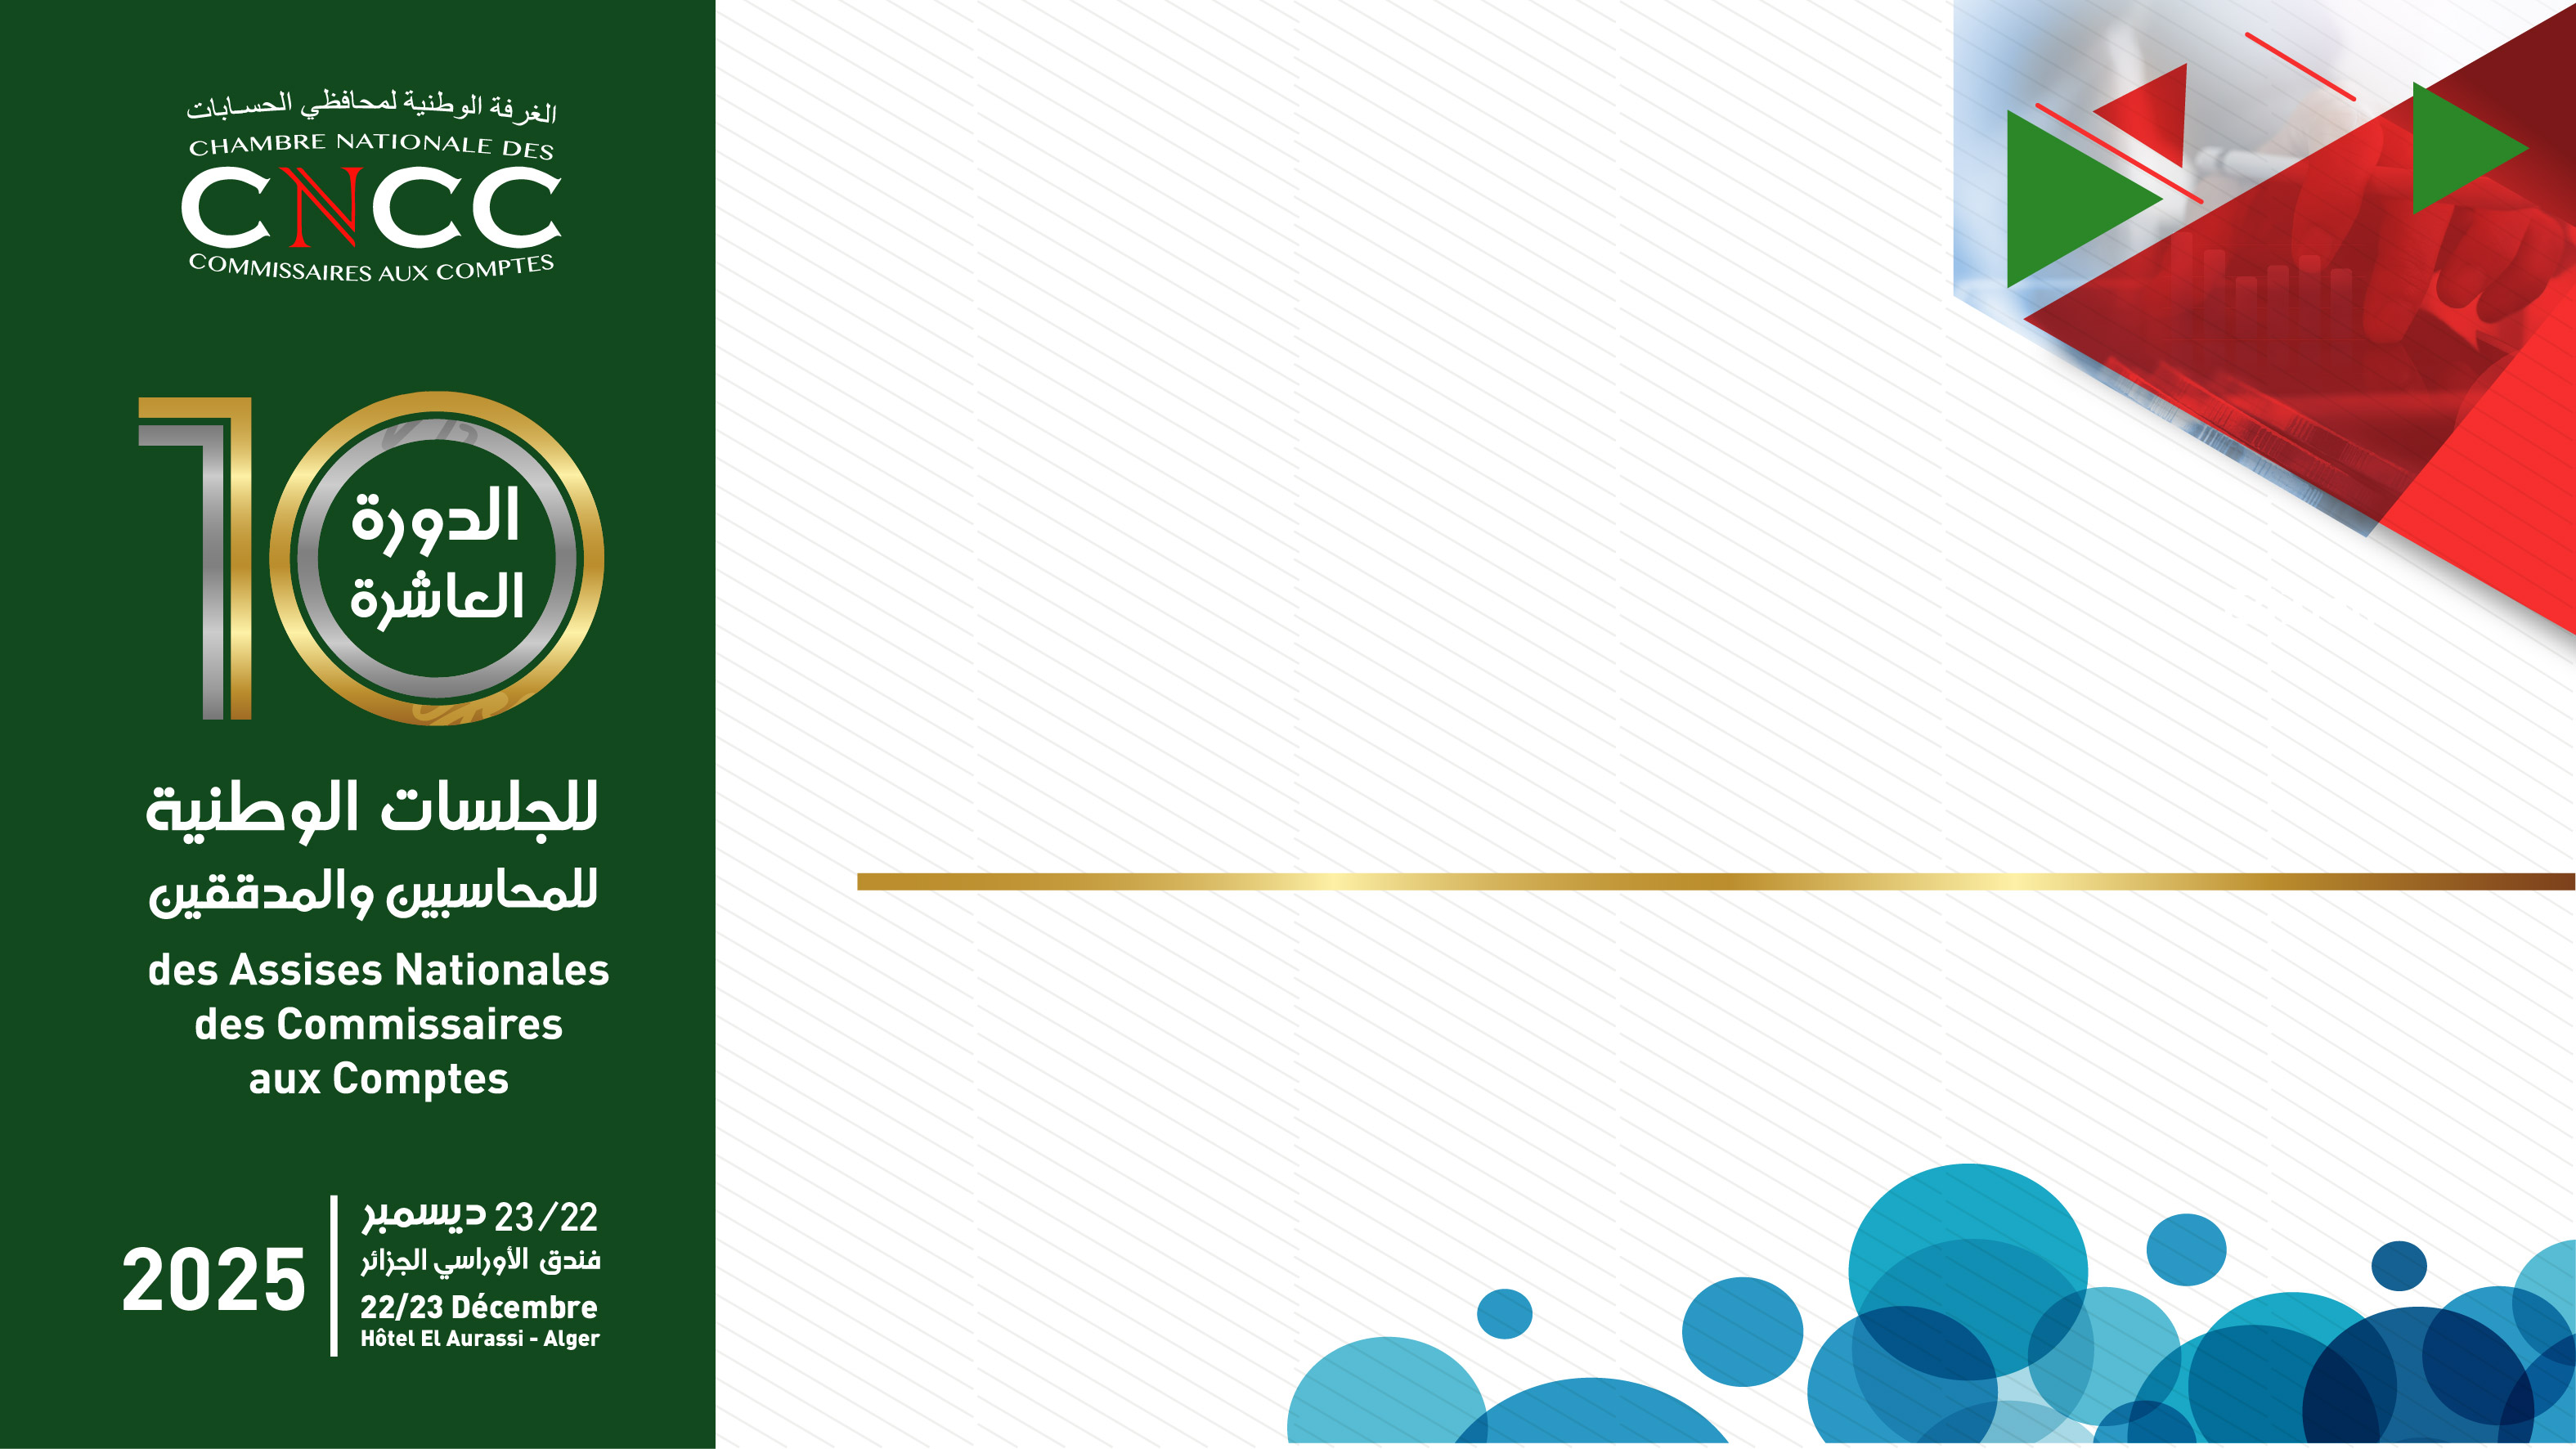 الغرفة الوطنية لمحافظي الحسابات
CHAMBRE NATIONALE DES
CNCC
COMMISSAIRES AUX COMPTES
10
الدورة
العاشرة
للجلسات الوطنية
للمحاسبين والمدققين
des Assises Nationales
des Commissaires
aux Comptes
2025
23/22 ديسمبر
فندق الأوراسي الجزائر
22/23 Décembre
Hôtel El Aurassi - Alger